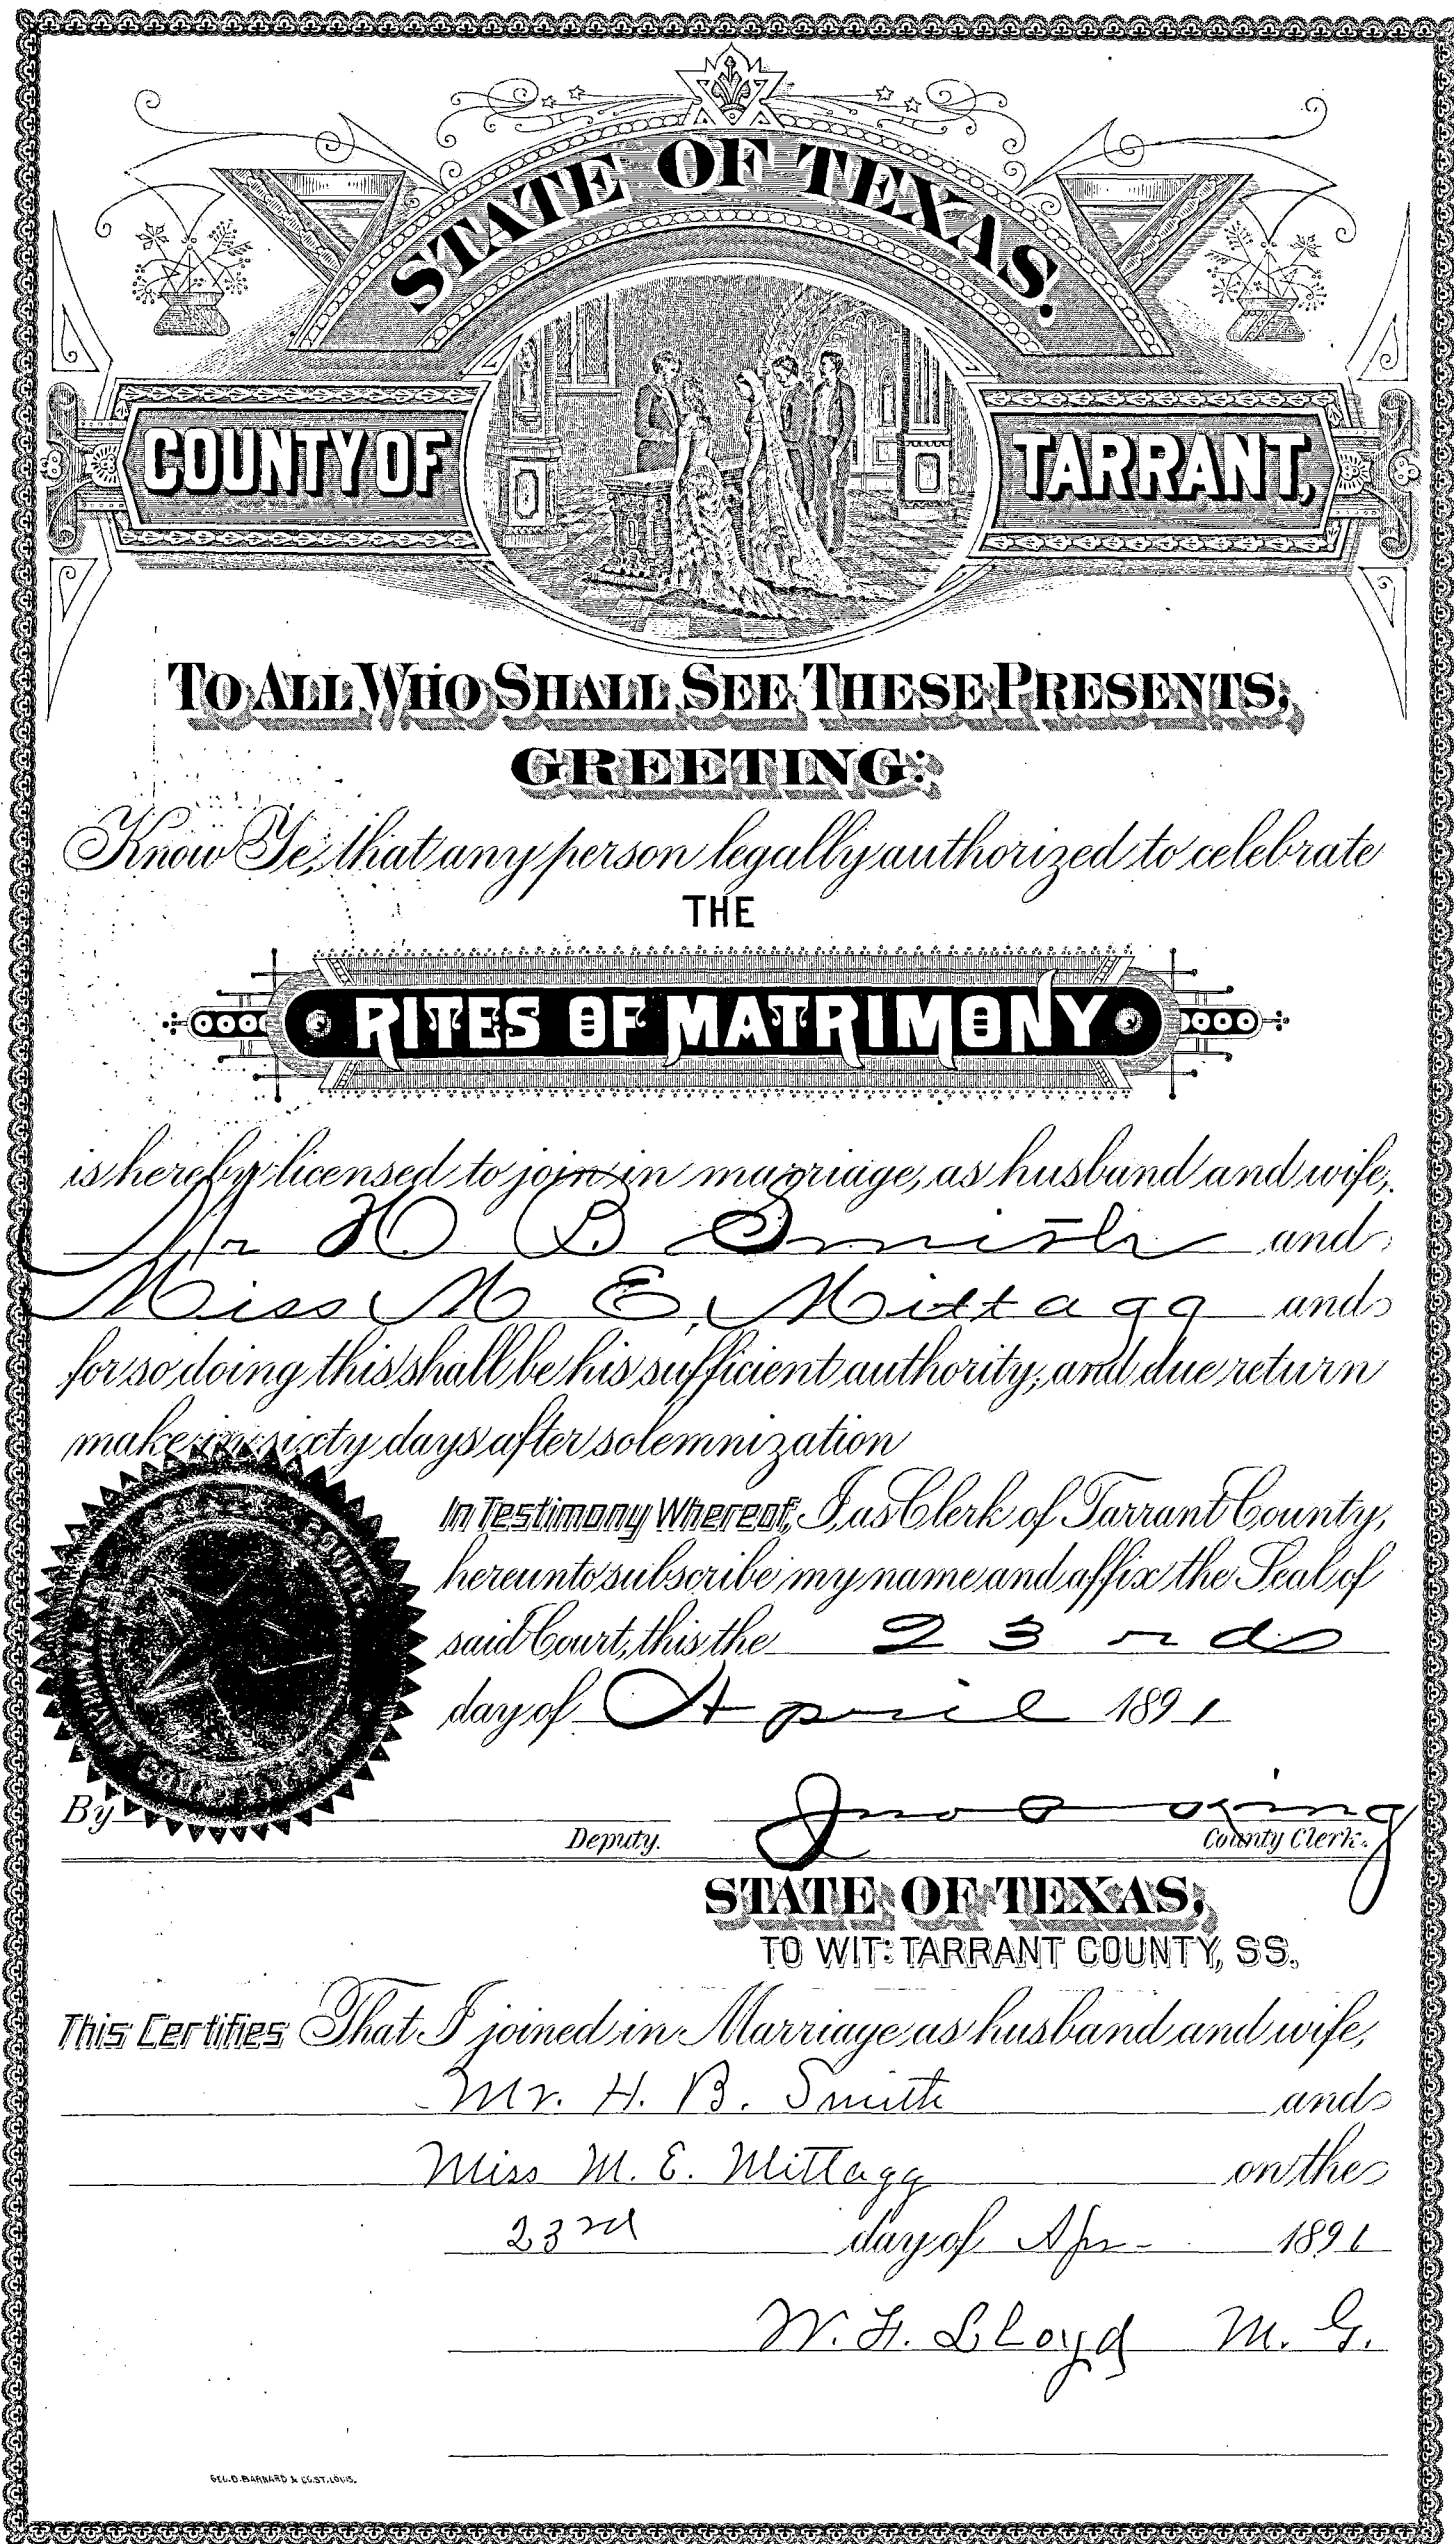 STATE OF TEXAS.
COUNTY OF TARRANT,
TO ALL WHO SHALL SEE THESE PRESENTS,
GREETING:
Know Ye, that any person legally authorized to celebrate
THE
RITES OF MATRIMONY
is hereby licensed to join in marriage, as husband and wife,
Mr H B Smith and
Miss M E Mittagg and
for so doing this shall be his sufficient authority, and due return
make in sixty days after solemnization
In Testimony Whereof, I, as Clerk of Tarrant County,
hereunto subscribe my name and affix the Seal of
said Court, this the 23rd
day of April 1891
By
Jno King
Deputy. County Clerk.
STATE OF TEXAS,
TO WIT: TARRANT COUNTY, SS.
This Certifies That I joined in Marriage as husband and wife,
Mr. H. B. Smith and
Miss M. E. Mittagg on the
23rd day of Apr 1891
W. F. Lloyd M. G.
GEO. D. BARNARD & CO. ST. LOUIS.